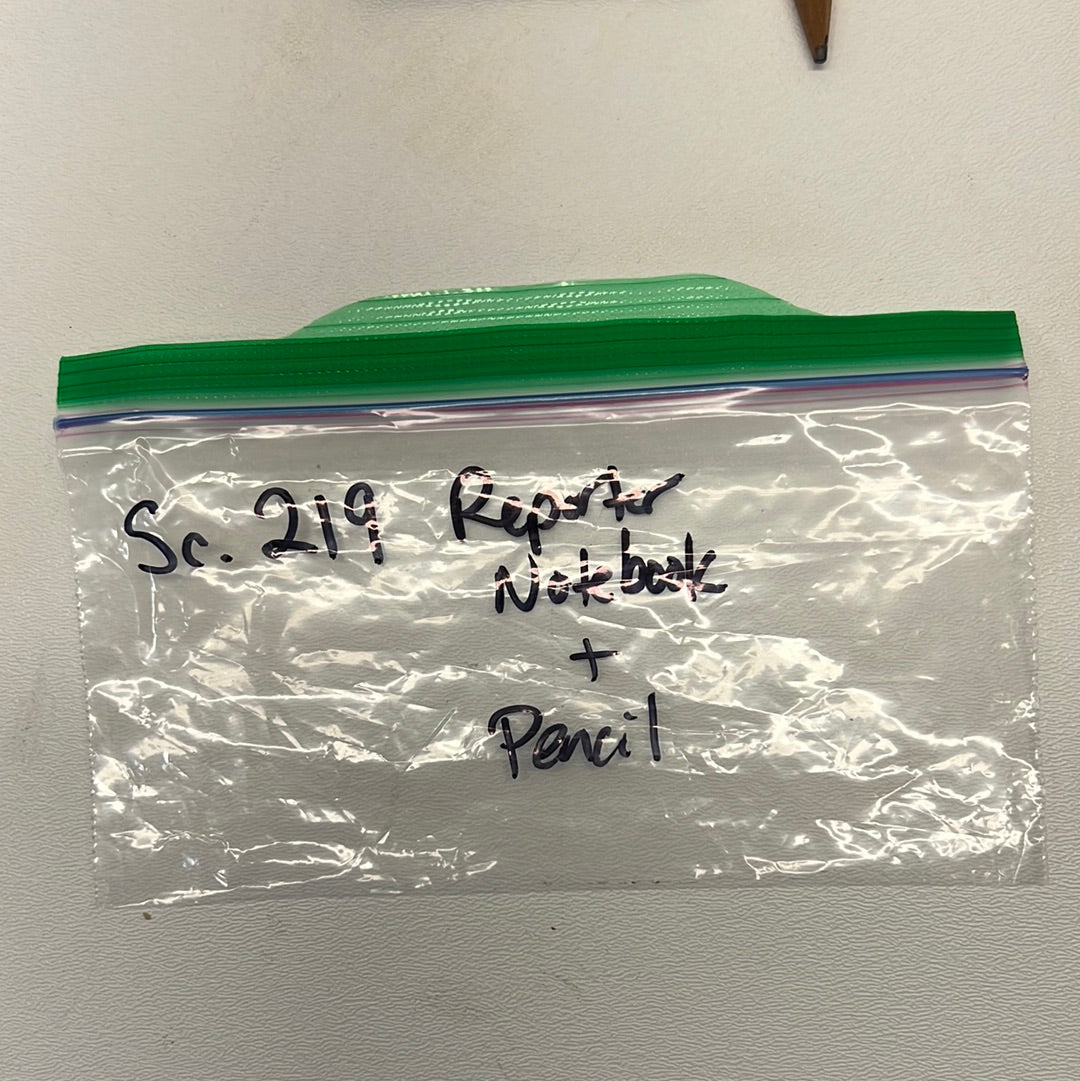 Sc. 219 Reporter
Notebook
+
Pencil